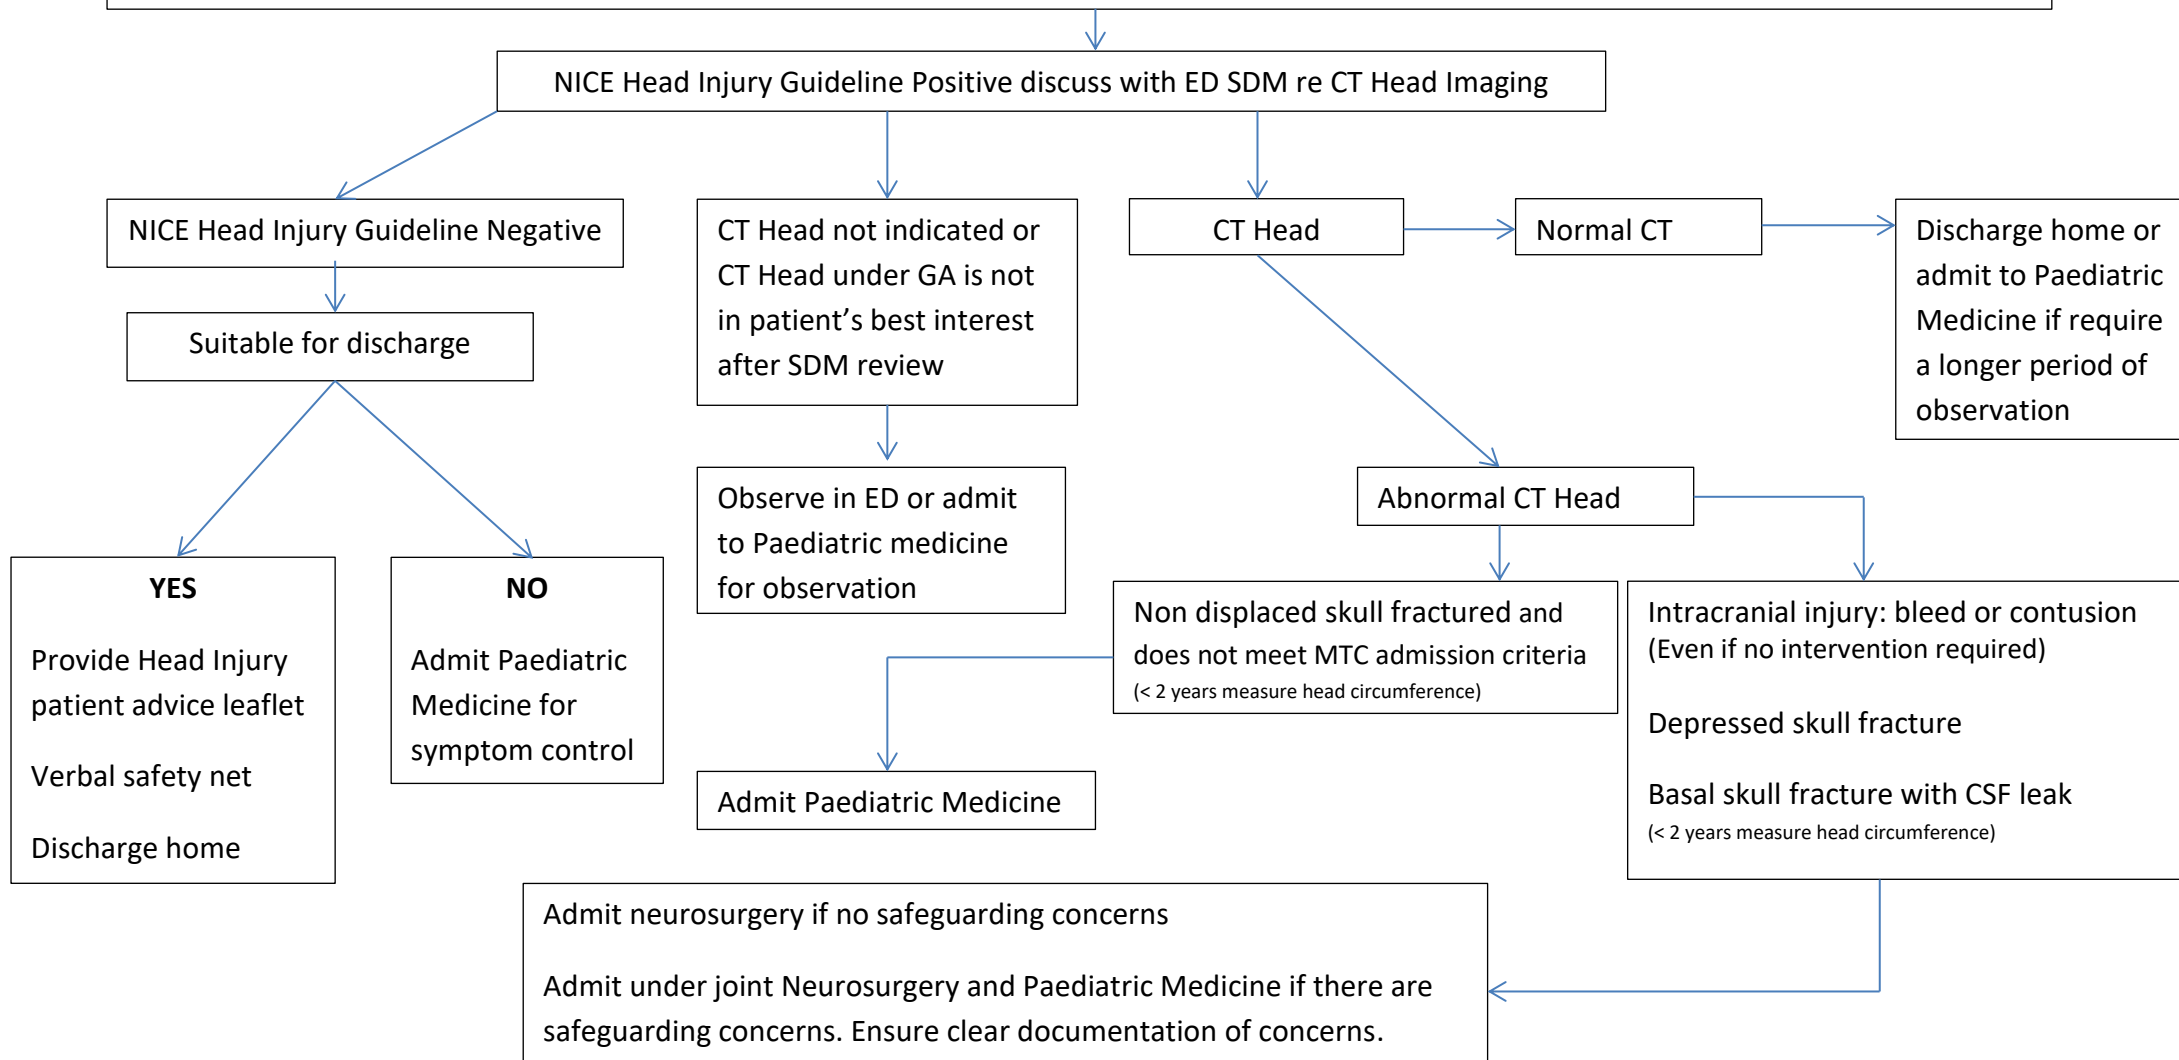 NICE Head Injury Guideline Positive discuss with ED SDM re CT Head Imaging
NICE Head Injury Guideline Negative
CT Head not indicated or
CT Head under GA is not
in patient’s best interest
after SDM review
CT Head
Normal CT
Discharge home or
admit to Paediatric
Medicine if require
a longer period of
observation
Suitable for discharge
Observe in ED or admit
to Paediatric medicine
for observation
Abnormal CT Head
YES
Provide Head Injury
patient advice leaflet
Verbal safety net
Discharge home
NO
Admit Paediatric
Medicine for
symptom control
Non displaced skull fractured and
does not meet MTC admission criteria
(< 2 years measure head circumference)
Intracranial injury: bleed or contusion
(Even if no intervention required)
Depressed skull fracture
Basal skull fracture with CSF leak
(< 2 years measure head circumference)
Admit Paediatric Medicine
Admit neurosurgery if no safeguarding concerns
Admit under joint Neurosurgery and Paediatric Medicine if there are
safeguarding concerns. Ensure clear documentation of concerns.